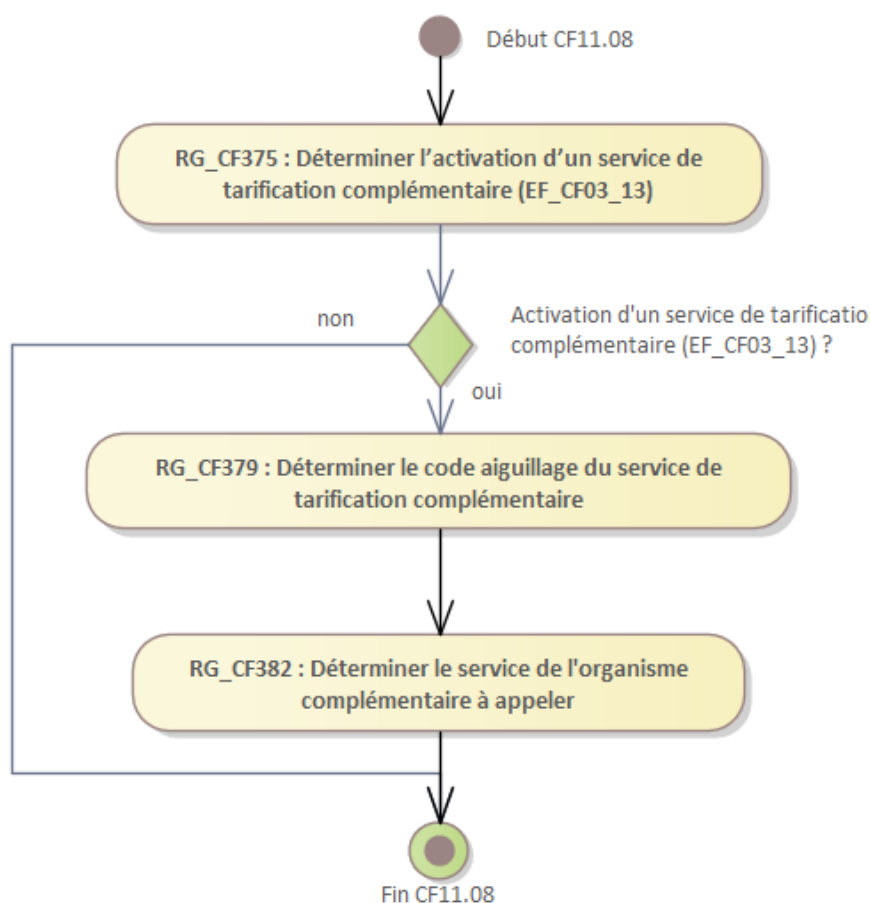 Début CF11.08
RG_CF375 : Déterminer l’activation d’un service de
tarification complémentaire (EF_CF03_13)
non
Activation d'un service de tarificatio
complémentaire (EF_CF03_13) ?
oui
RG_CF379 : Déterminer le code aiguillage du service de
tarification complémentaire
RG_CF382 : Déterminer le service de l'organisme
complémentaire à appeler
Fin CF11.08